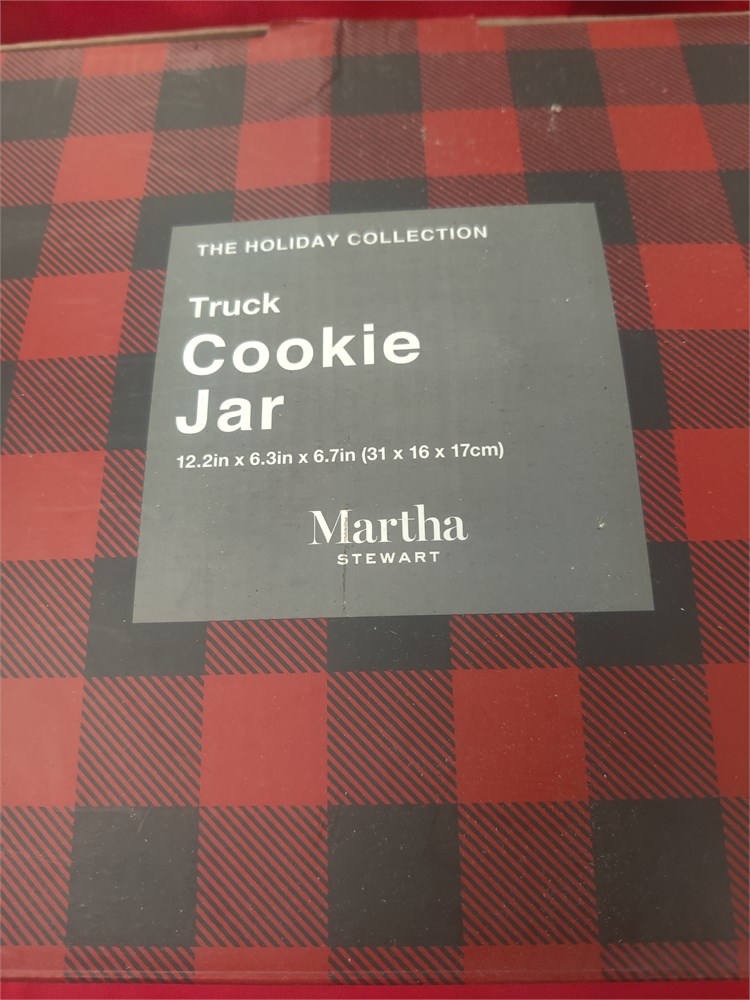 THE HOLIDAY COLLECTION
Truck
Cookie
Jar
12.2in x 6.3in x 6.7in (31 x 16 x 17cm)
Martha
STEWART